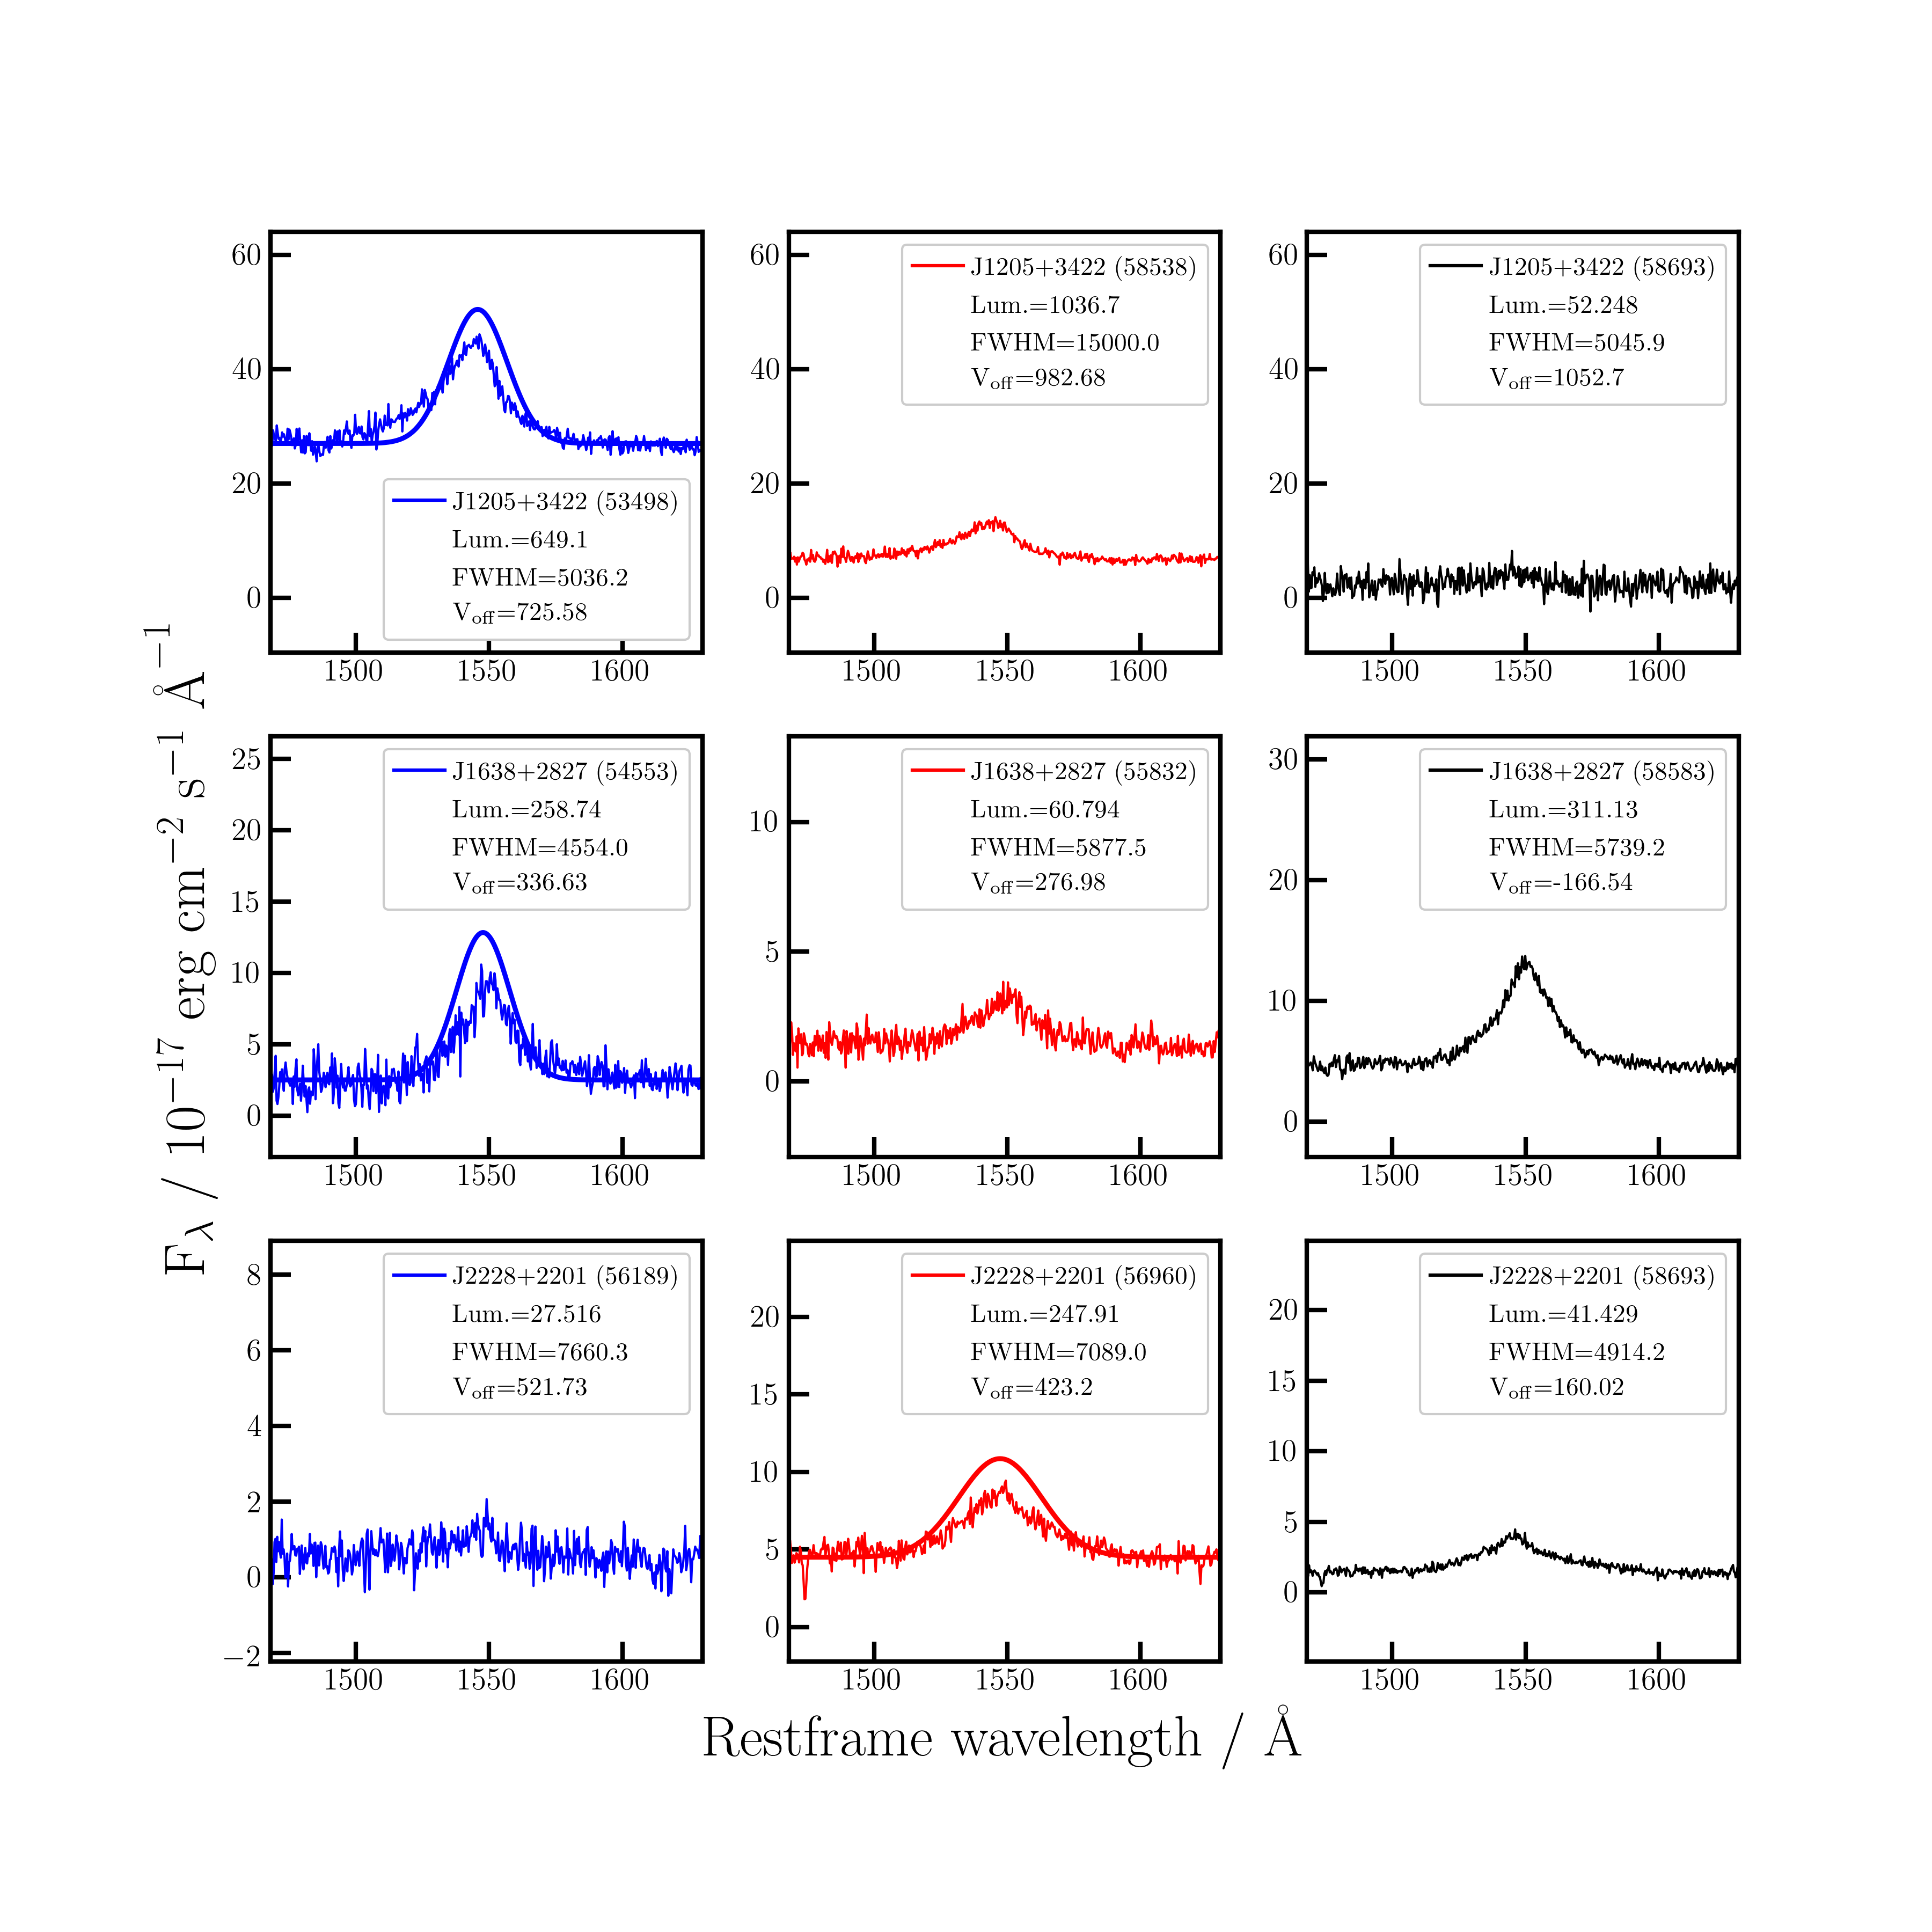 F_λ / 10^−17 erg cm^−2 s^−1 Å^−1
60
40
20
0
1500 1550 1600
J1205+3422 (53498)
Lum.=649.1
FWHM=5036.2
V_off=725.58
60
40
20
0
1500 1550 1600
J1205+3422 (58538)
Lum.=1036.7
FWHM=15000.0
V_off=982.68
60
40
20
0
1500 1550 1600
J1205+3422 (58693)
Lum.=52.248
FWHM=5045.9
V_off=1052.7
25
20
15
10
5
0
1500 1550 1600
J1638+2827 (54553)
Lum.=258.74
FWHM=4554.0
V_off=336.63
10
5
0
1500 1550 1600
J1638+2827 (55832)
Lum.=60.794
FWHM=5877.5
V_off=276.98
30
20
10
0
1500 1550 1600
J1638+2827 (58583)
Lum.=311.13
FWHM=5739.2
V_off=-166.54
8
6
4
2
0
−2
1500 1550 1600
J2228+2201 (56189)
Lum.=27.516
FWHM=7660.3
V_off=521.73
20
15
10
5
0
1500 1550 1600
J2228+2201 (56960)
Lum.=247.91
FWHM=7089.0
V_off=423.2
20
15
10
5
0
1500 1550 1600
J2228+2201 (58693)
Lum.=41.429
FWHM=4914.2
V_off=160.02
Restframe wavelength / Å